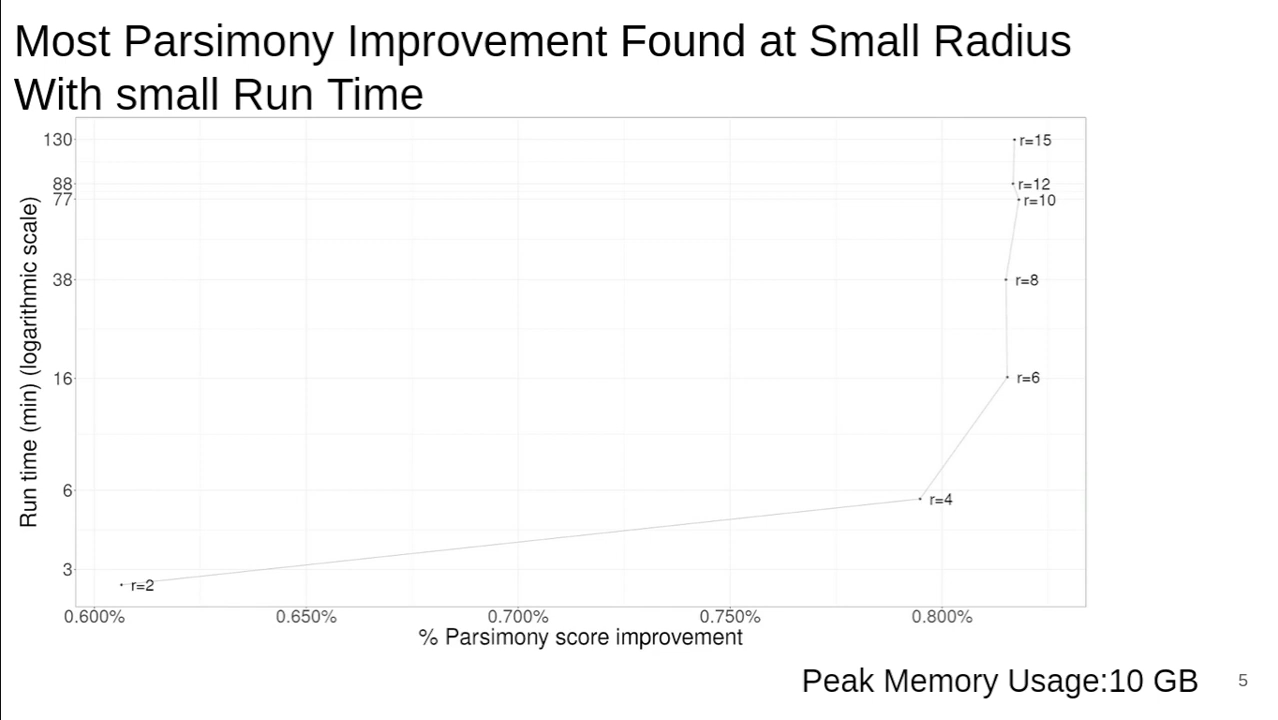 Most Parsimony Improvement Found at Small Radius
With small Run Time
Run time (min) (logarithmic scale)
130
88
77
38
16
6
3
r=15
r=12
r=10
r=8
r=6
r=4
r=2
0.600% 0.650% 0.700% 0.750% 0.800%
% Parsimony score improvement
Peak Memory Usage:10 GB
5